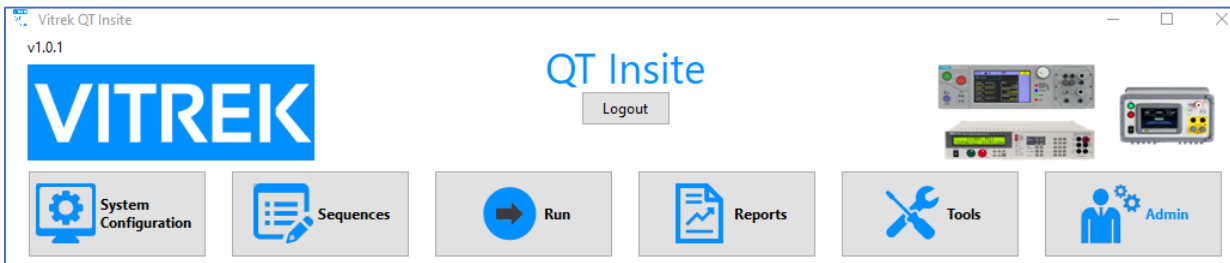 Vitrek QT Insite
v1.0.1
VITREK
QT Insite
Logout
System
Configuration
Sequences
Run
Reports
Tools
Admin